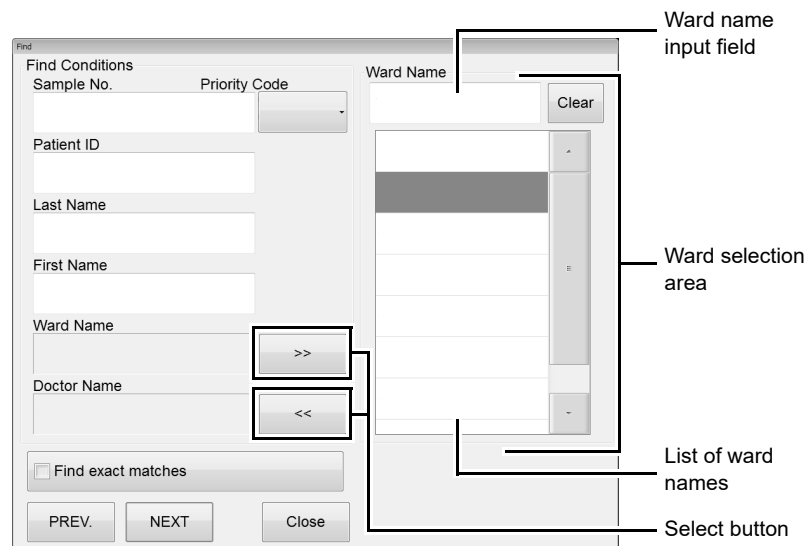 Find
Find Conditions
Sample No.
Priority Code
Patient ID
Last Name
First Name
Ward Name
>>
Doctor Name
<<
Find exact matches
PREV.
NEXT
Close
Ward Name
Clear
Ward name
input field
Ward selection
area
List of ward
names
Select button